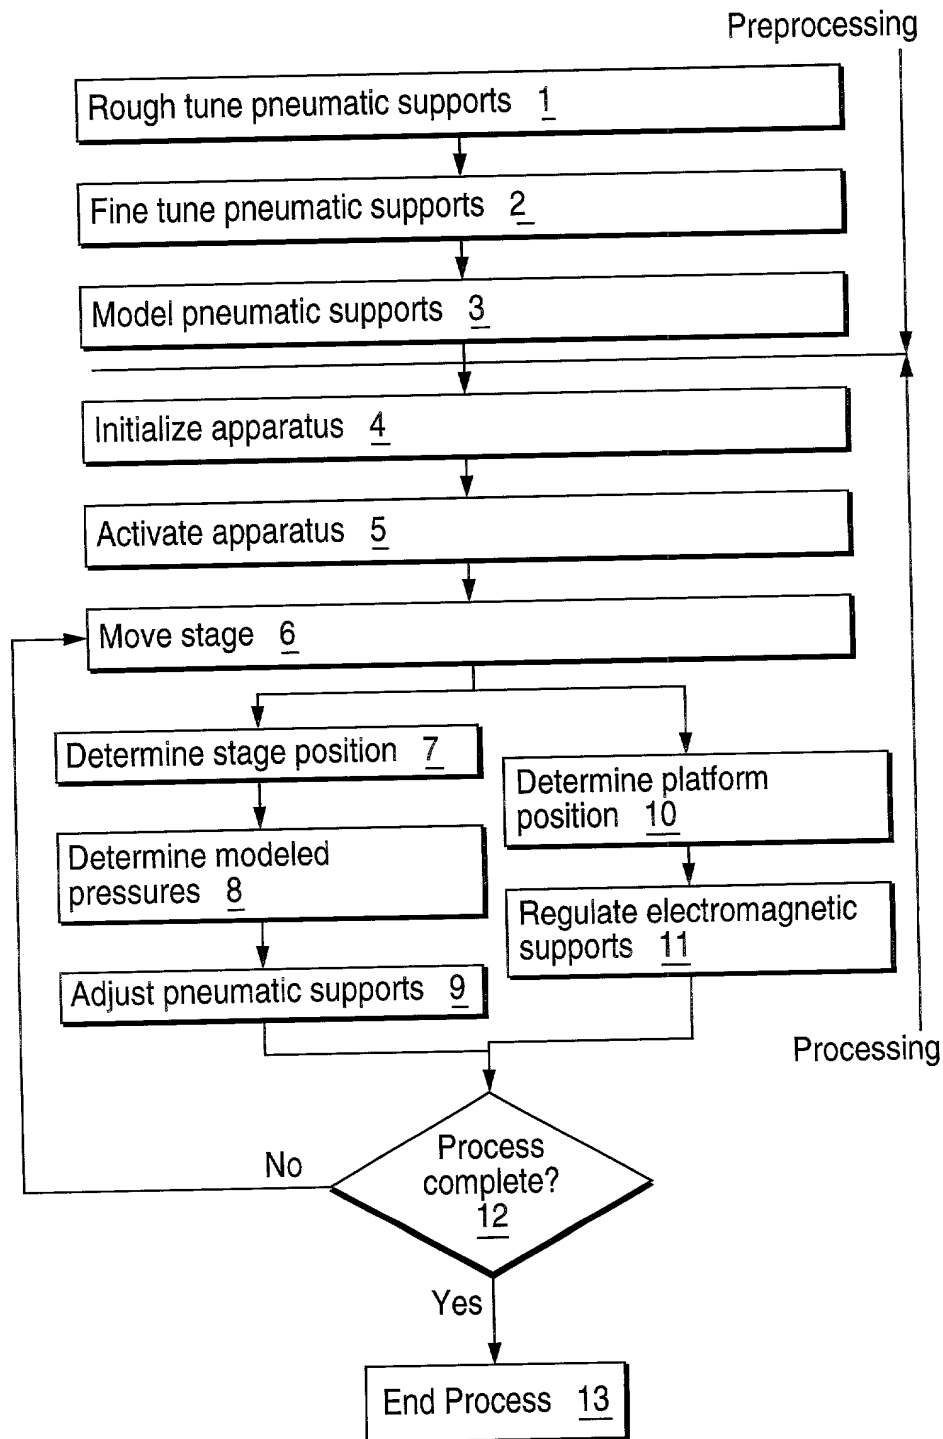 Preprocessing
Rough tune pneumatic supports 1
Fine tune pneumatic supports 2
Model pneumatic supports 3
Initialize apparatus 4
Activate apparatus 5
Move stage 6
Determine stage position 7
Determine modeled
pressures 8
Adjust pneumatic supports 9
Determine platform
position 10
Regulate electromagnetic
supports 11
Processing
Process
complete?
12
No
Yes
End Process 13